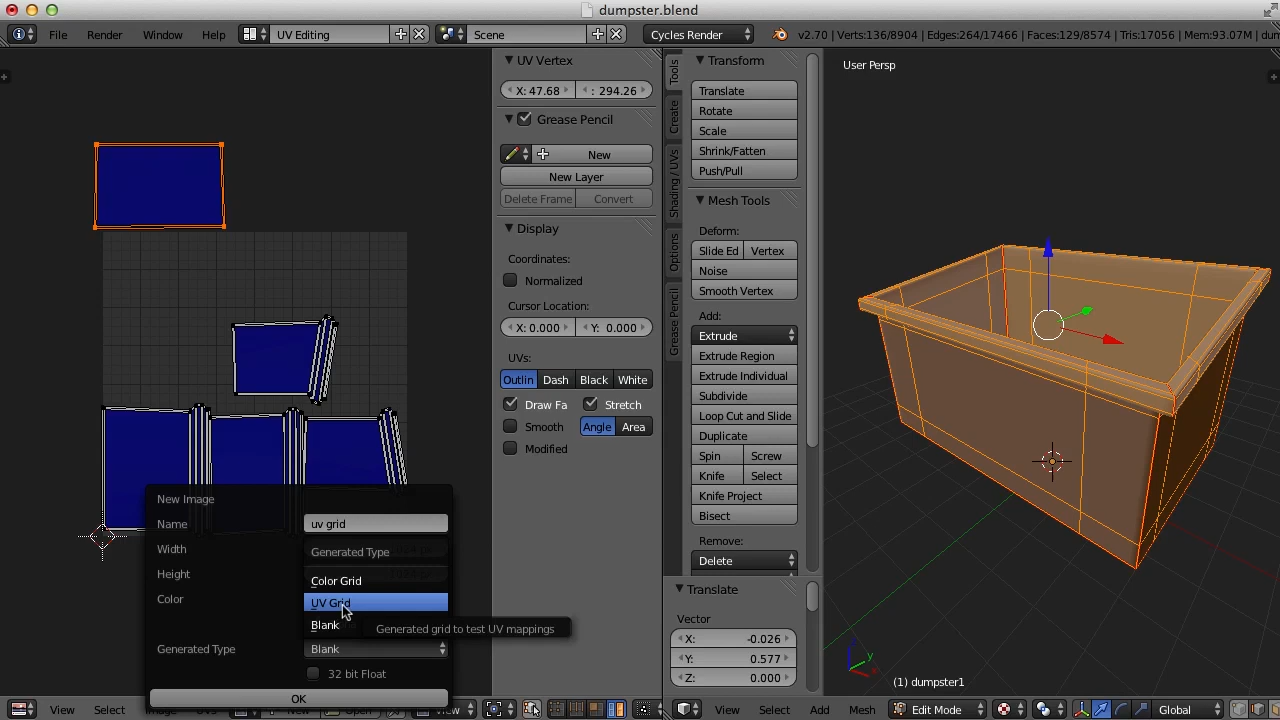 dumpster.blend
File Render Window Help UV Editing Scene Cycles Render v2.70 | Verts:136/8904 | Edges:264/17466 | Faces:129/8574 | Tris:17056 | Mem:93.07M |
UV Vertex
X: 47.68 : 294.26
Grease Pencil
New
New Layer
Delete Frame Convert
Display
Coordinates:
Normalized
Cursor Location:
X: 0.000 Y: 0.000
UVs:
Outlin Dash Black White
Draw Fa Stretch
Smooth Angle Area
Modified
Tools
Create
Shading / UVs
Options
Grease Pencil
Transform
Translate
Rotate
Scale
Shrink/Fatten
Push/Pull
Mesh Tools
Deform:
Slide Ed Vertex
Noise
Smooth Vertex
Add:
Extrude
Extrude Region
Extrude Individual
Subdivide
Loop Cut and Slide
Duplicate
Spin Screw
Knife Select
Knife Project
Bisect
Remove:
Delete
Translate
Vector
X: -0.026
Y: 0.577
Z: 0.000
User Persp
(1) dumpster1
New Image
Name uv grid
Width
Height
Color
Generated Type
Color Grid
UV Grid
Blank
Generated grid to test UV mappings
Generated Type Blank
32 bit Float
OK
View Select View
View Select Add Mesh Edit Mode Global